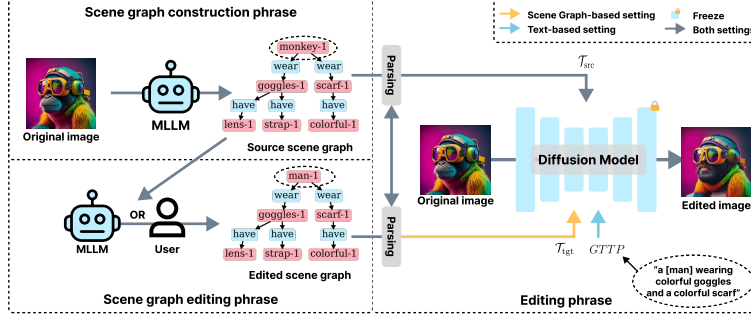 Scene graph construction phrase
Scene Graph-based setting
Freeze
Text-based setting
Both settings
Original image
MLLM
monkey-1
wear
wear
goggles-1
scarf-1
have
have
have
lens-1
strap-1
colorful-1
Source scene graph
Parsing
MLLM
OR
User
man-1
wear
wear
goggles-1
scarf-1
have
have
have
lens-1
strap-1
colorful-1
Edited scene graph
Parsing
Scene graph editing phrase
T_src
Original image
Diffusion Model
Edited image
T_tgt
GTTP
"a [man] wearing
colorful goggles
and a colorful scarf"
Editing phrase